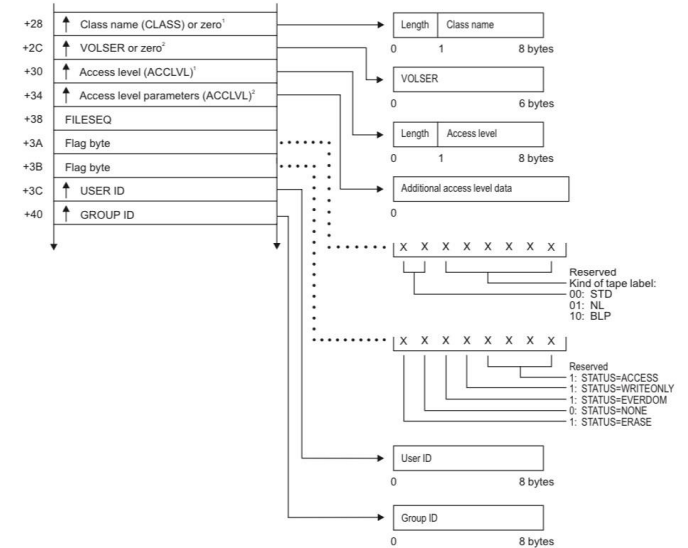 +28 ↑ Class name (CLASS) or zero¹
+2C ↑ VOLSER or zero²
+30 ↑ Access level (ACCLVL)¹
+34 ↑ Access level parameters (ACCLVL)²
+38 FILESEQ
+3A Flag byte
+3B Flag byte
+3C ↑ USER ID
+40 ↑ GROUP ID
Length Class name
0 1 8 bytes
VOLSER
0 6 bytes
Length Access level
0 1 8 bytes
Additional access level data
0
X X X X X X X X
Reserved
Kind of tape label:
00: STD
01: NL
10: BLP
X X X X X X X X
Reserved
1: STATUS=ACCESS
1: STATUS=WRITEONLY
1: STATUS=EVERDOM
0: STATUS=NONE
1: STATUS=ERASE
User ID
0 8 bytes
Group ID
0 8 bytes